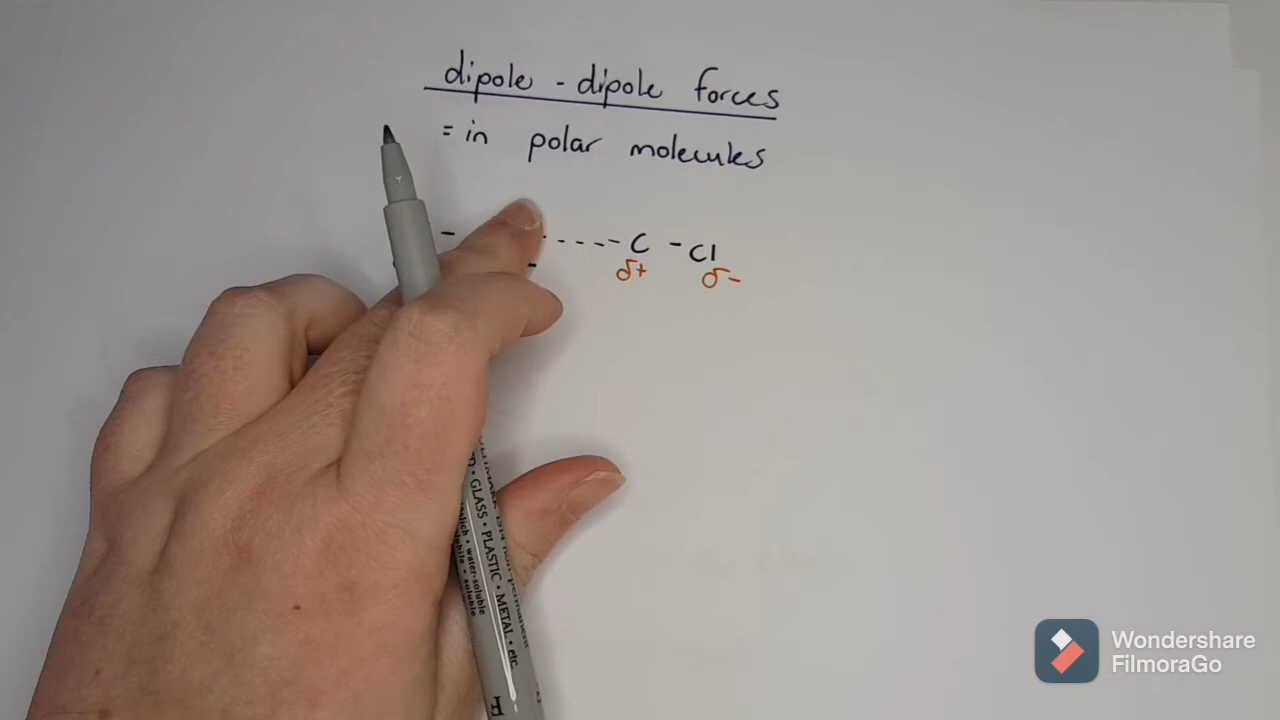 dipole - dipole forces
= in polar molecules
- ----C - Cl
δ+ δ-
GLASS • PLASTIC • METAL • etc.
Wondershare
FilmoraGo